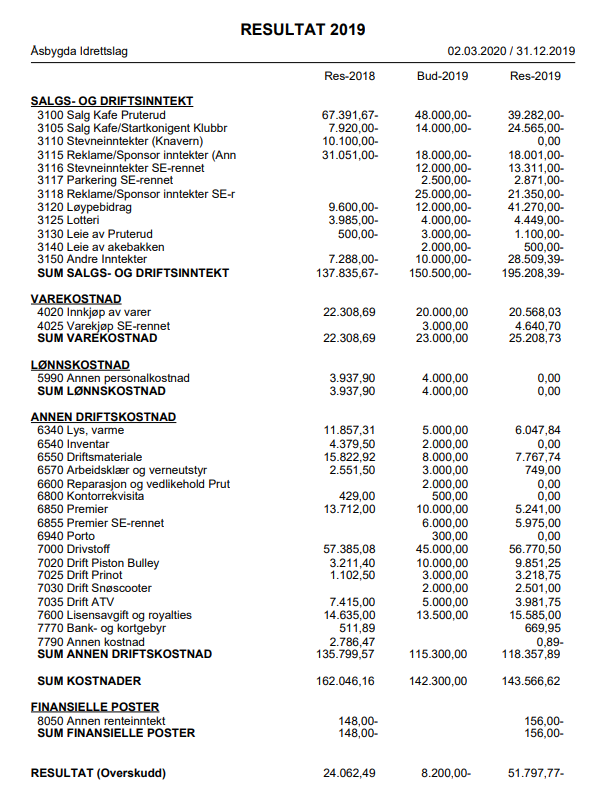 RESULTAT 2019
Åsbygda Idrettslag 02.03.2020 / 31.12.2019
Res-2018 Bud-2019 Res-2019
SALGS- OG DRIFTSINNTEKT
3100 Salg Kafe Pruterud 67.391,67- 48.000,00- 39.282,00-
3105 Salg Kafe/Startkonigent Klubbr 7.920,00- 14.000,00- 24.565,00-
3110 Stevneinntekter (Knavern) 10.100,00- 0,00
3115 Reklame/Sponsor inntekter (Ann 31.051,00- 18.000,00- 18.001,00-
3116 Stevneinntekter SE-rennet 12.000,00- 13.311,00-
3117 Parkering SE-rennet 2.500,00- 2.871,00-
3118 Reklame/Sponsor inntekter SE-r 25.000,00- 21.350,00-
3120 Løypebidrag 9.600,00- 12.000,00- 41.270,00-
3125 Lotteri 3.985,00- 4.000,00- 4.449,00-
3130 Leie av Pruterud 500,00- 3.000,00- 1.100,00-
3140 Leie av akebakken 2.000,00- 500,00-
3150 Andre Inntekter 7.288,00- 10.000,00- 28.509,39-
SUM SALGS- OG DRIFTSINNTEKT 137.835,67- 150.500,00- 195.208,39-
VAREKOSTNAD
4020 Innkjøp av varer 22.308,69 20.000,00 20.568,03
4025 Varekjøp SE-rennet 3.000,00 4.640,70
SUM VAREKOSTNAD 22.308,69 23.000,00 25.208,73
LØNNSKOSTNAD
5990 Annen personalkostnad 3.937,90 4.000,00 0,00
SUM LØNNSKOSTNAD 3.937,90 4.000,00 0,00
ANNEN DRIFTSKOSTNAD
6340 Lys, varme 11.857,31 5.000,00 6.047,84
6540 Inventar 4.379,50 2.000,00 0,00
6550 Driftsmateriale 15.822,92 8.000,00 7.767,74
6570 Arbeidsklær og verneutstyr 2.551,50 3.000,00 749,00
6600 Reparasjon og vedlikehold Prut 2.000,00 0,00
6800 Kontorrekvisita 429,00 500,00 0,00
6850 Premier 13.712,00 10.000,00 5.241,00
6855 Premier SE-rennet 6.000,00 5.975,00
6940 Porto 300,00 0,00
7000 Drivstoff 57.385,08 45.000,00 56.770,50
7020 Drift Piston Bulley 3.211,40 10.000,00 9.851,25
7025 Drift Prinot 1.102,50 3.000,00 3.218,75
7030 Drift Snøscooter 2.000,00 2.501,00
7035 Drift ATV 7.415,00 5.000,00 3.981,75
7600 Lisensavgift og royalties 14.635,00 13.500,00 15.585,00
7770 Bank- og kortgebyr 511,89 669,95
7790 Annen kostnad 2.786,47 0,89-
SUM ANNEN DRIFTSKOSTNAD 135.799,57 115.300,00 118.357,89
SUM KOSTNADER 162.046,16 142.300,00 143.566,62
FINANSIELLE POSTER
8050 Annen renteinntekt 148,00- 156,00-
SUM FINANSIELLE POSTER 148,00- 156,00-
RESULTAT (Overskudd) 24.062,49 8.200,00- 51.797,77-